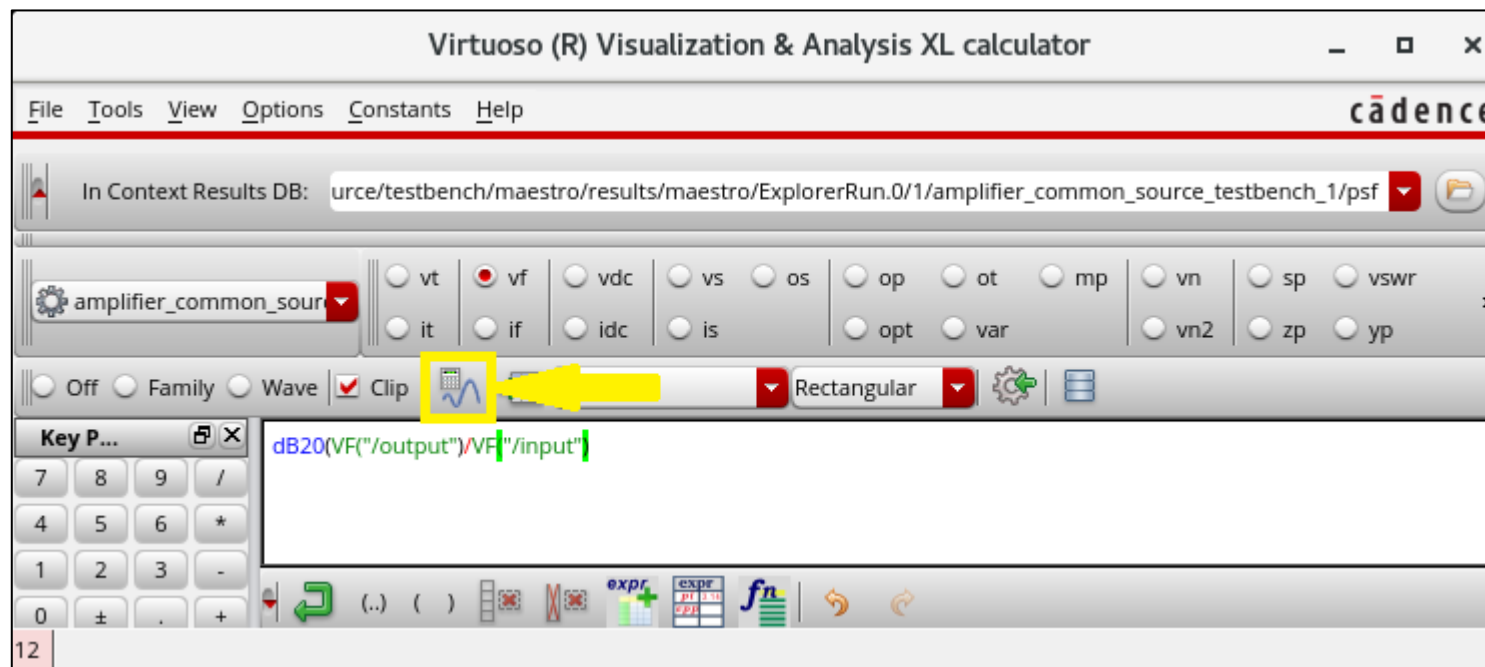 Virtuoso (R) Visualization & Analysis XL calculator
File Tools View Options Constants Help
cādence
In Context Results DB: urce/testbench/maestro/results/maestro/ExplorerRun.0/1/amplifier_common_source_testbench_1/psf
amplifier_common_sour
vt vf vdc vs os op ot mp vn sp vswr
it if idc is opt var vn2 zp yp
Off Family Wave Clip Rectangular
Key P...
dB20(VF("/output")/VF("/input")
7 8 9 /
4 5 6 *
1 2 3 -
0 ± . +
(..) ( ) expr expr fn
12